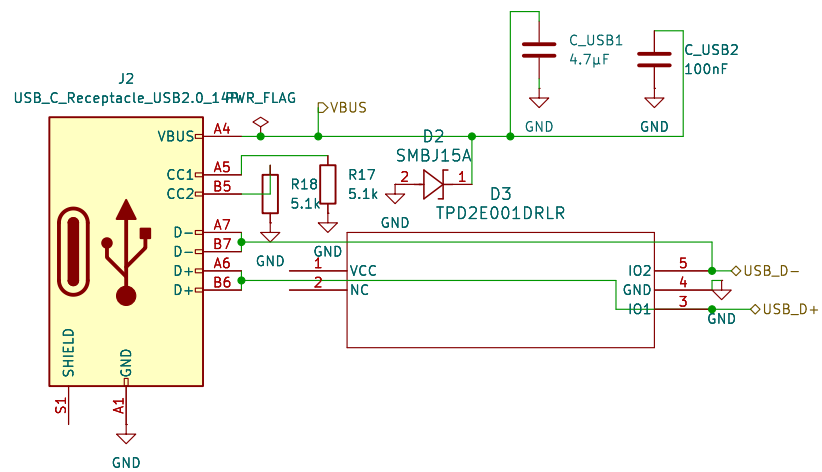 C_USB1
4.7µF
C_USB2
100nF
GND
GND
J2
USB_C_Receptacle_USB2.0_14P
PWR_FLAG
VBUS
VBUS
A4
D2
SMBJ15A
2
1
GND
CC1
A5
CC2
B5
R18
5.1k
R17
5.1k
GND
GND
D3
TPD2E001DRLR
D-
A7
D-
B7
D+
A6
D+
B6
1
VCC
2
NC
IO2
5
USB_D-
GND
4
IO1
3
GND
USB_D+
SHIELD
GND
S1
A1
GND